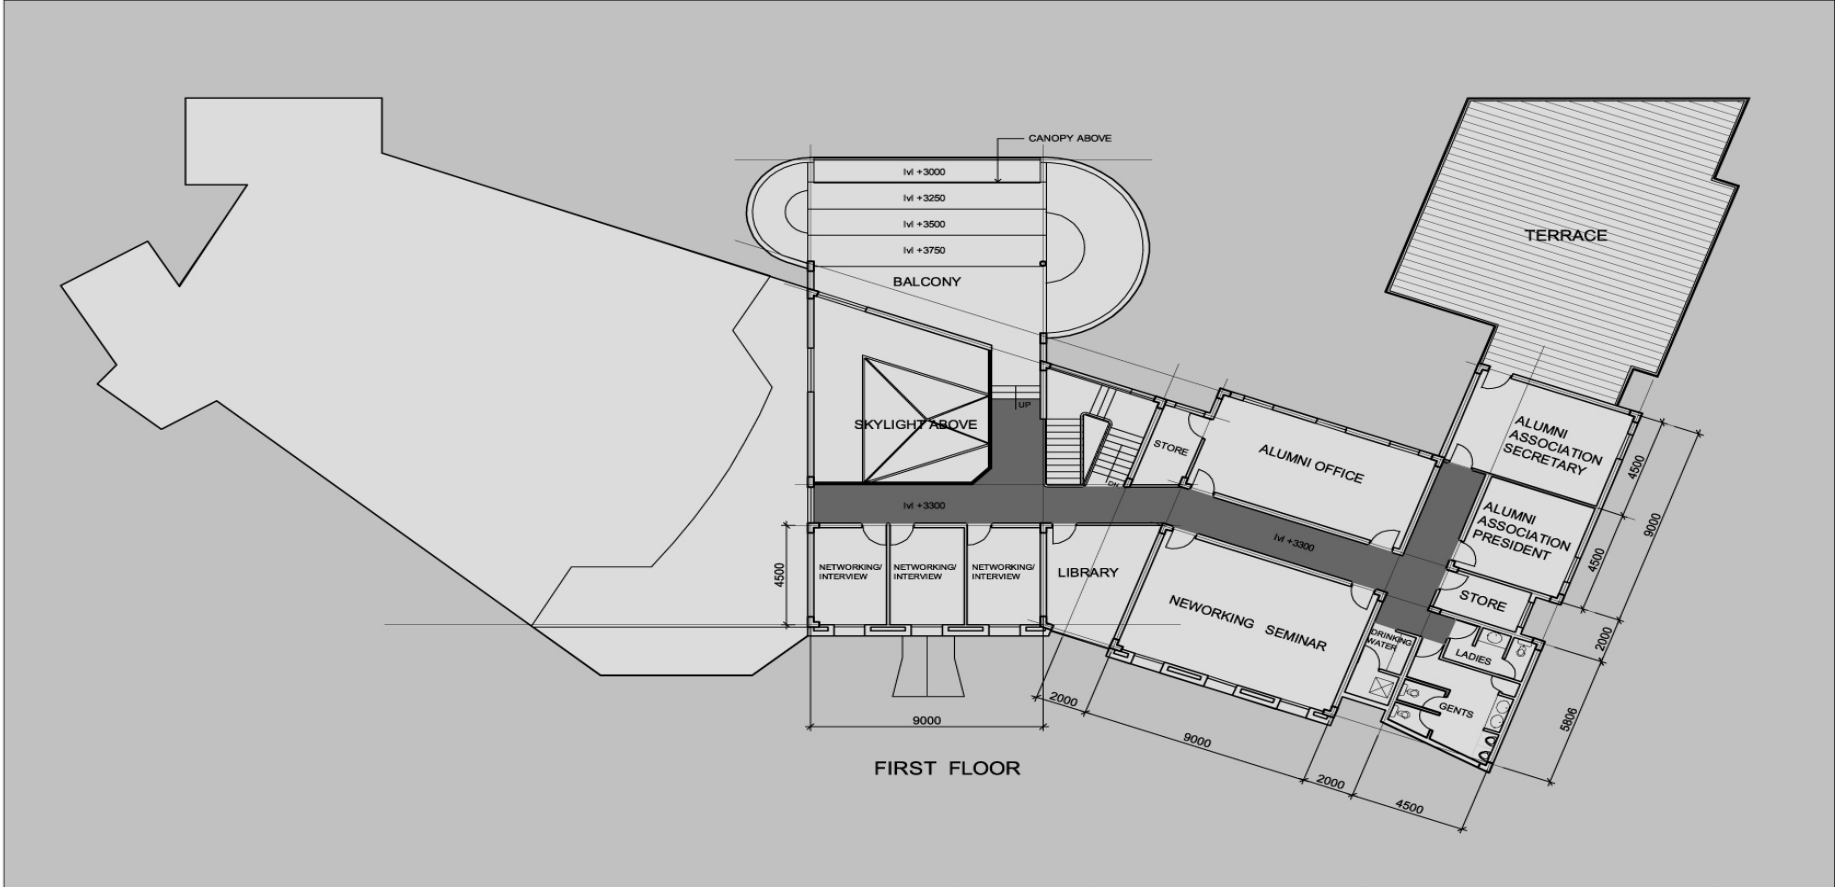 CANOPY ABOVE
lvl +3000
lvl +3250
lvl +3500
lvl +3750
BALCONY
TERRACE
UP
SKYLIGHT ABOVE
STORE
DN
ALUMNI OFFICE
ALUMNI
ASSOCIATION
SECRETARY
4500
9000
ALUMNI
ASSOCIATION
PRESIDENT
4500
lvl +3300
lvl +3300
4500
NETWORKING/
INTERVIEW
NETWORKING/
INTERVIEW
NETWORKING/
INTERVIEW
LIBRARY
NEWORKING SEMINAR
STORE
DRINKING
WATER
LADIES
2000
GENTS
5806
9000
2000
9000
2000
4500
FIRST FLOOR